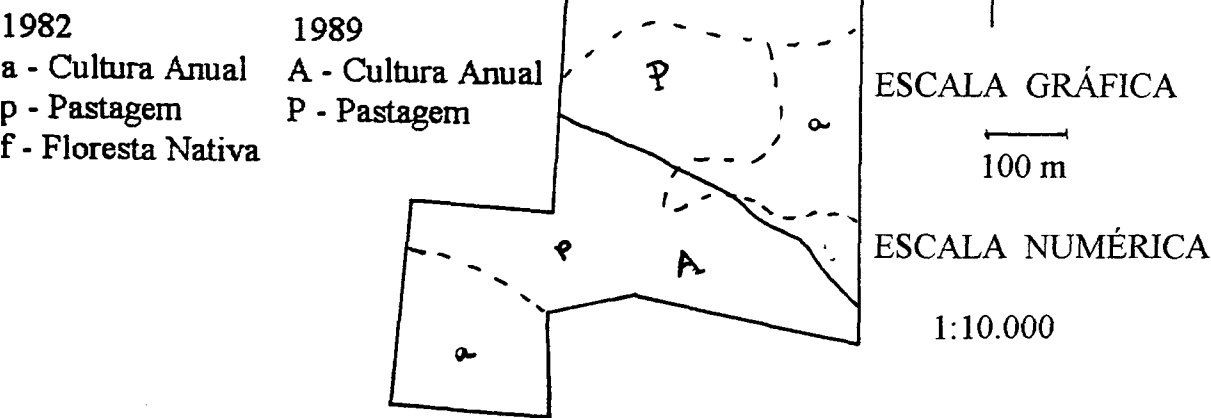 1982
a - Cultura Anual
p - Pastagem
f - Floresta Nativa
1989
A - Cultura Anual
P - Pastagem
P
a
p
A
a
ESCALA GRÁFICA
100 m
ESCALA NUMÉRICA
1:10.000